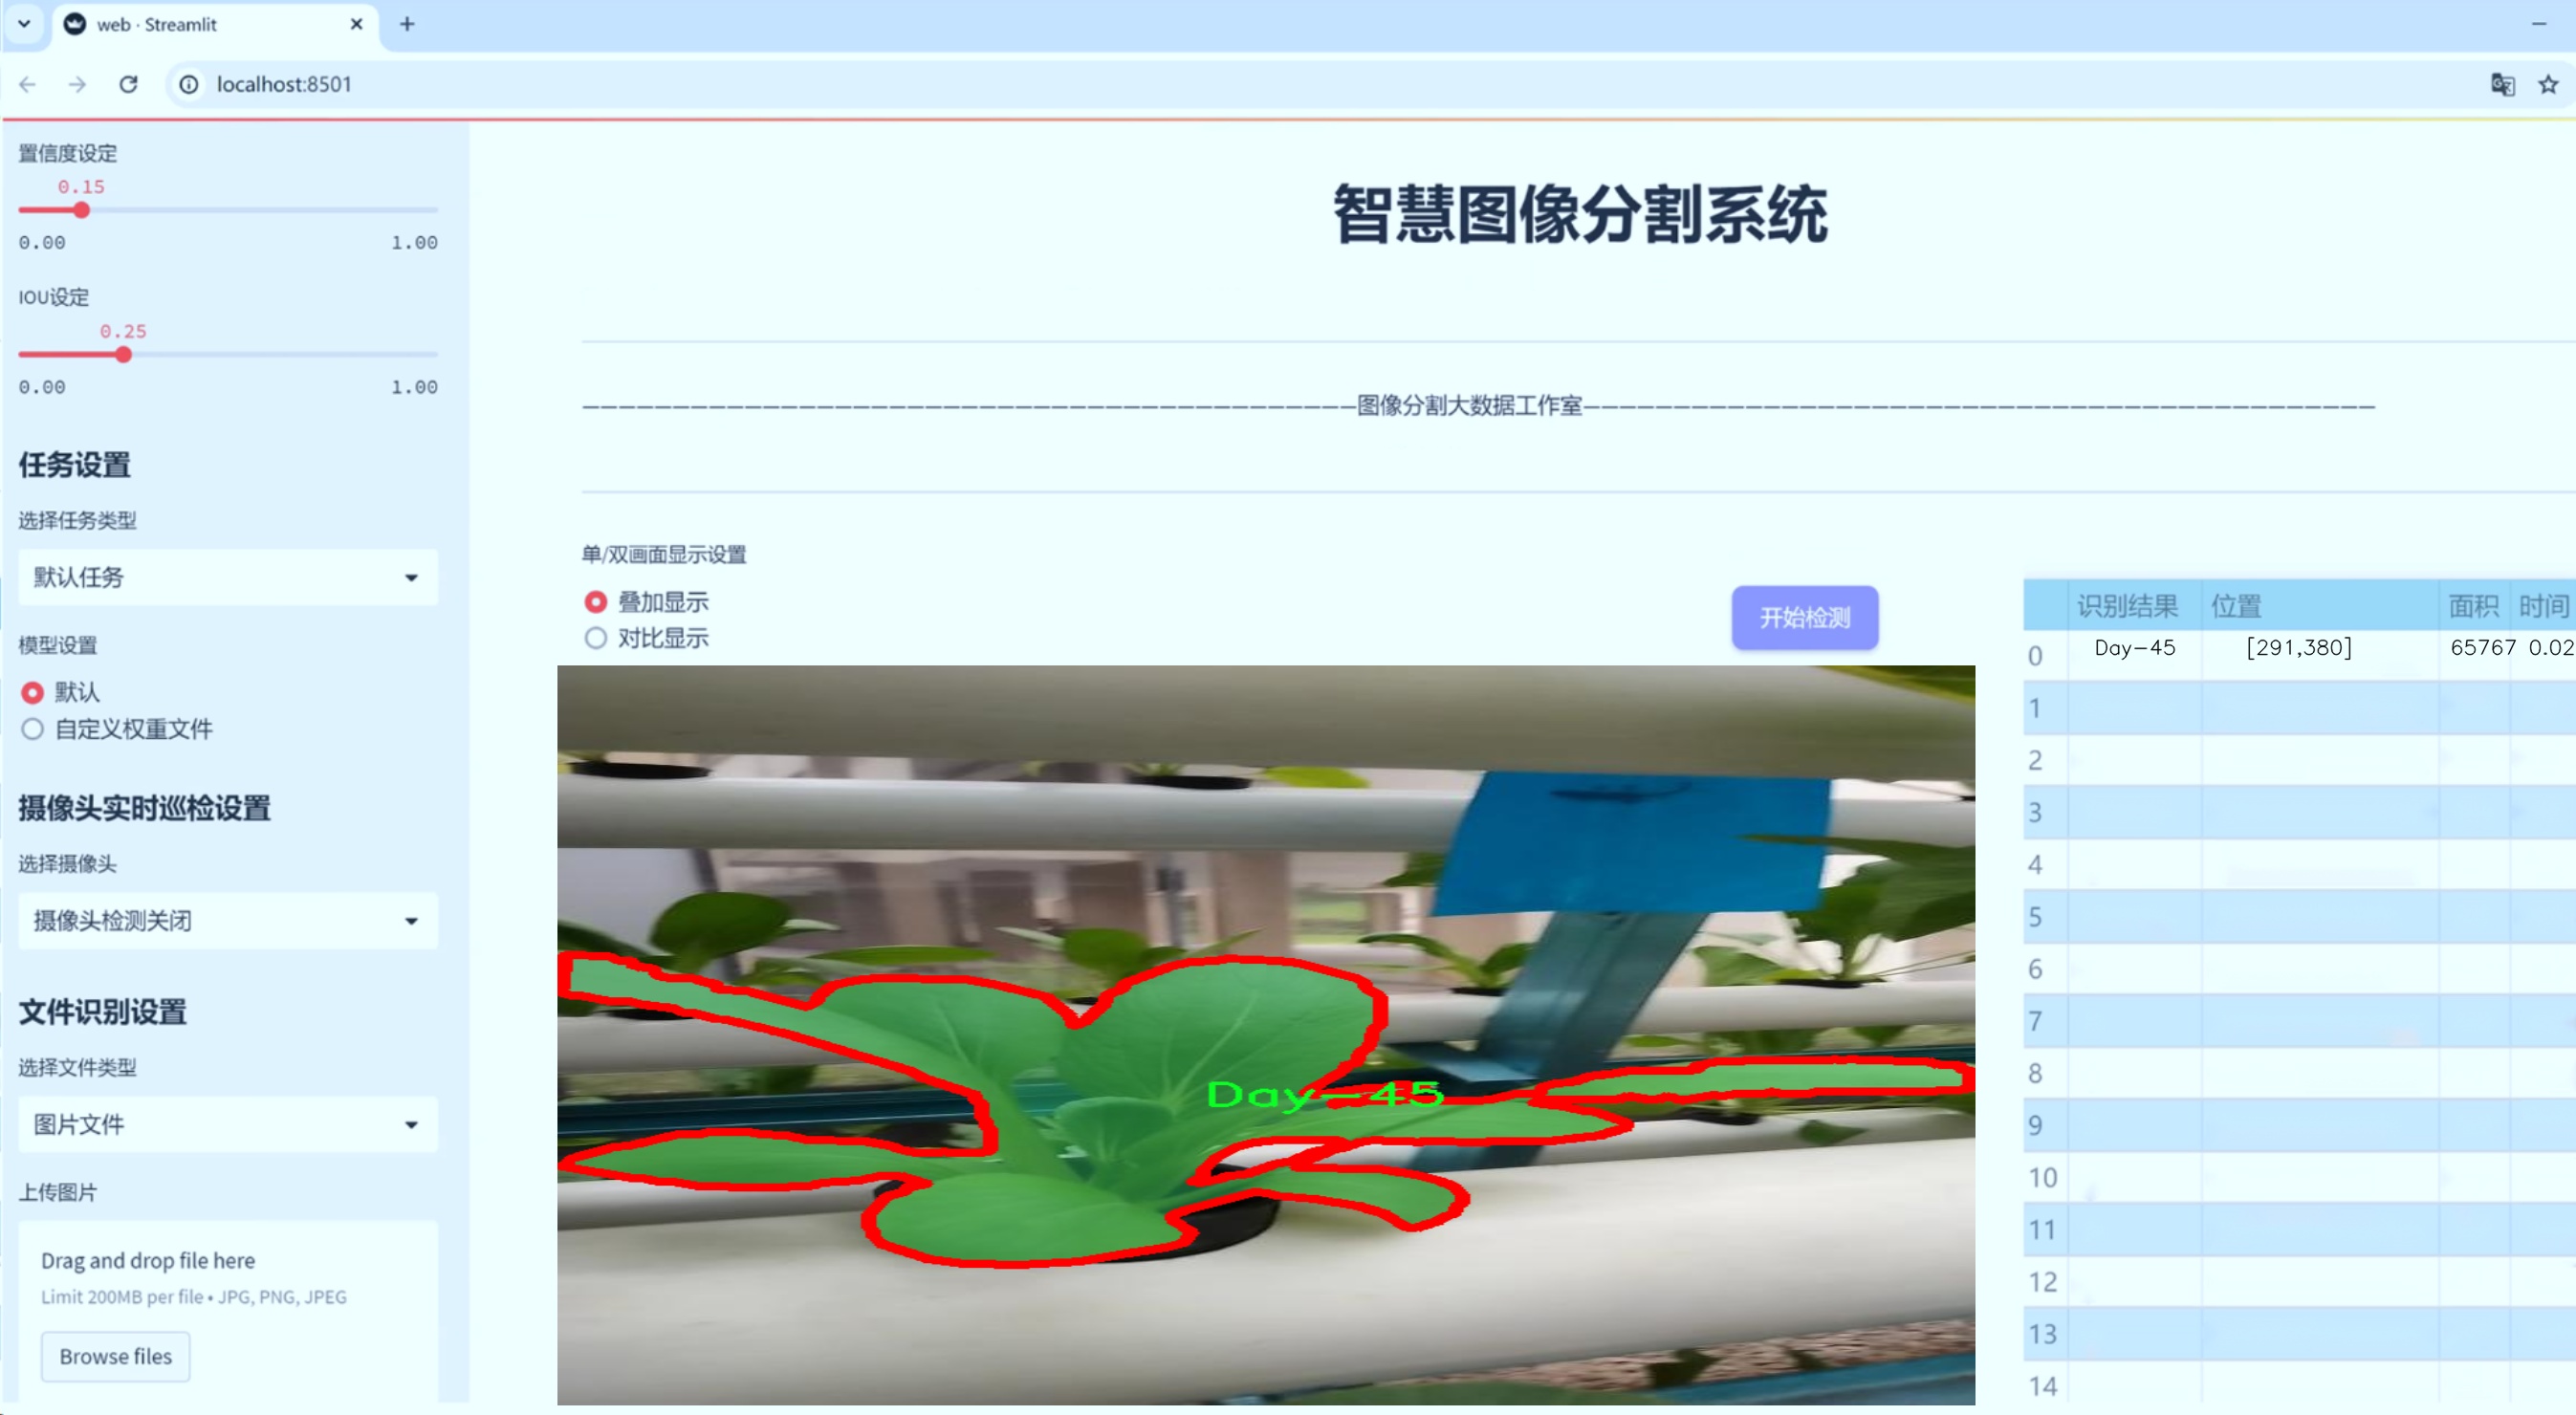 web · Streamlit
localhost:8501
置信度设定
0.15
0.00 1.00
IOU设定
0.25
0.00 1.00
任务设置
选择任务类型
默认任务
模型设置
默认
自定义权重文件
摄像头实时巡检设置
选择摄像头
摄像头检测关闭
文件识别设置
选择文件类型
图片文件
上传图片
Drag and drop file here
Limit 200MB per file • JPG, PNG, JPEG
Browse files
智慧图像分割系统
图像分割大数据工作室
单/双画面显示设置
叠加显示
对比显示
开始检测
Day-45
识别结果 位置 面积 时间
0 Day-45 [291,380] 65767 0.02
1
2
3
4
5
6
7
8
9
10
11
12
13
14